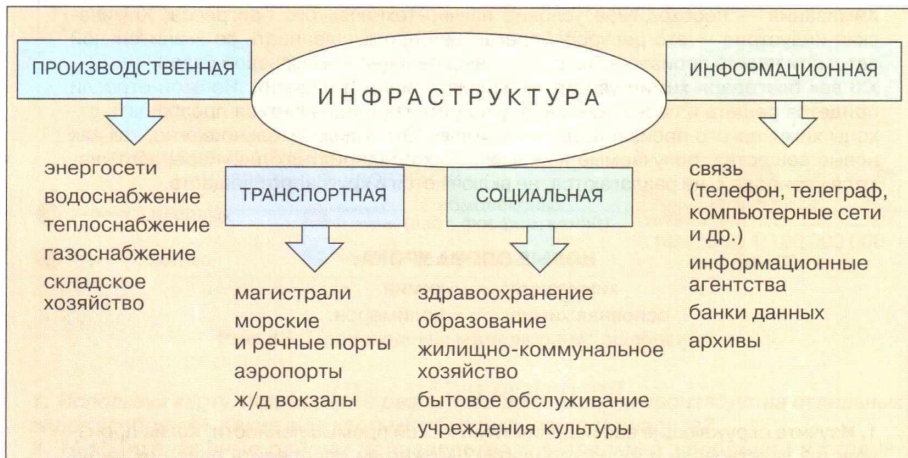 ПРОИЗВОДСТВЕННАЯ
ИНФРАСТРУКТУРА
ИНФОРМАЦИОННАЯ
энергосети
водоснабжение
теплоснабжение
газоснабжение
складское
хозяйство
ТРАНСПОРТНАЯ
магистрали
морские
и речные порты
аэропорты
ж/д вокзалы
СОЦИАЛЬНАЯ
здравоохранение
образование
жилищно-коммунальное
хозяйство
бытовое обслуживание
учреждения культуры
связь
(телефон, телеграф,
компьютерные сети
и др.)
информационные
агентства
банки данных
архивы